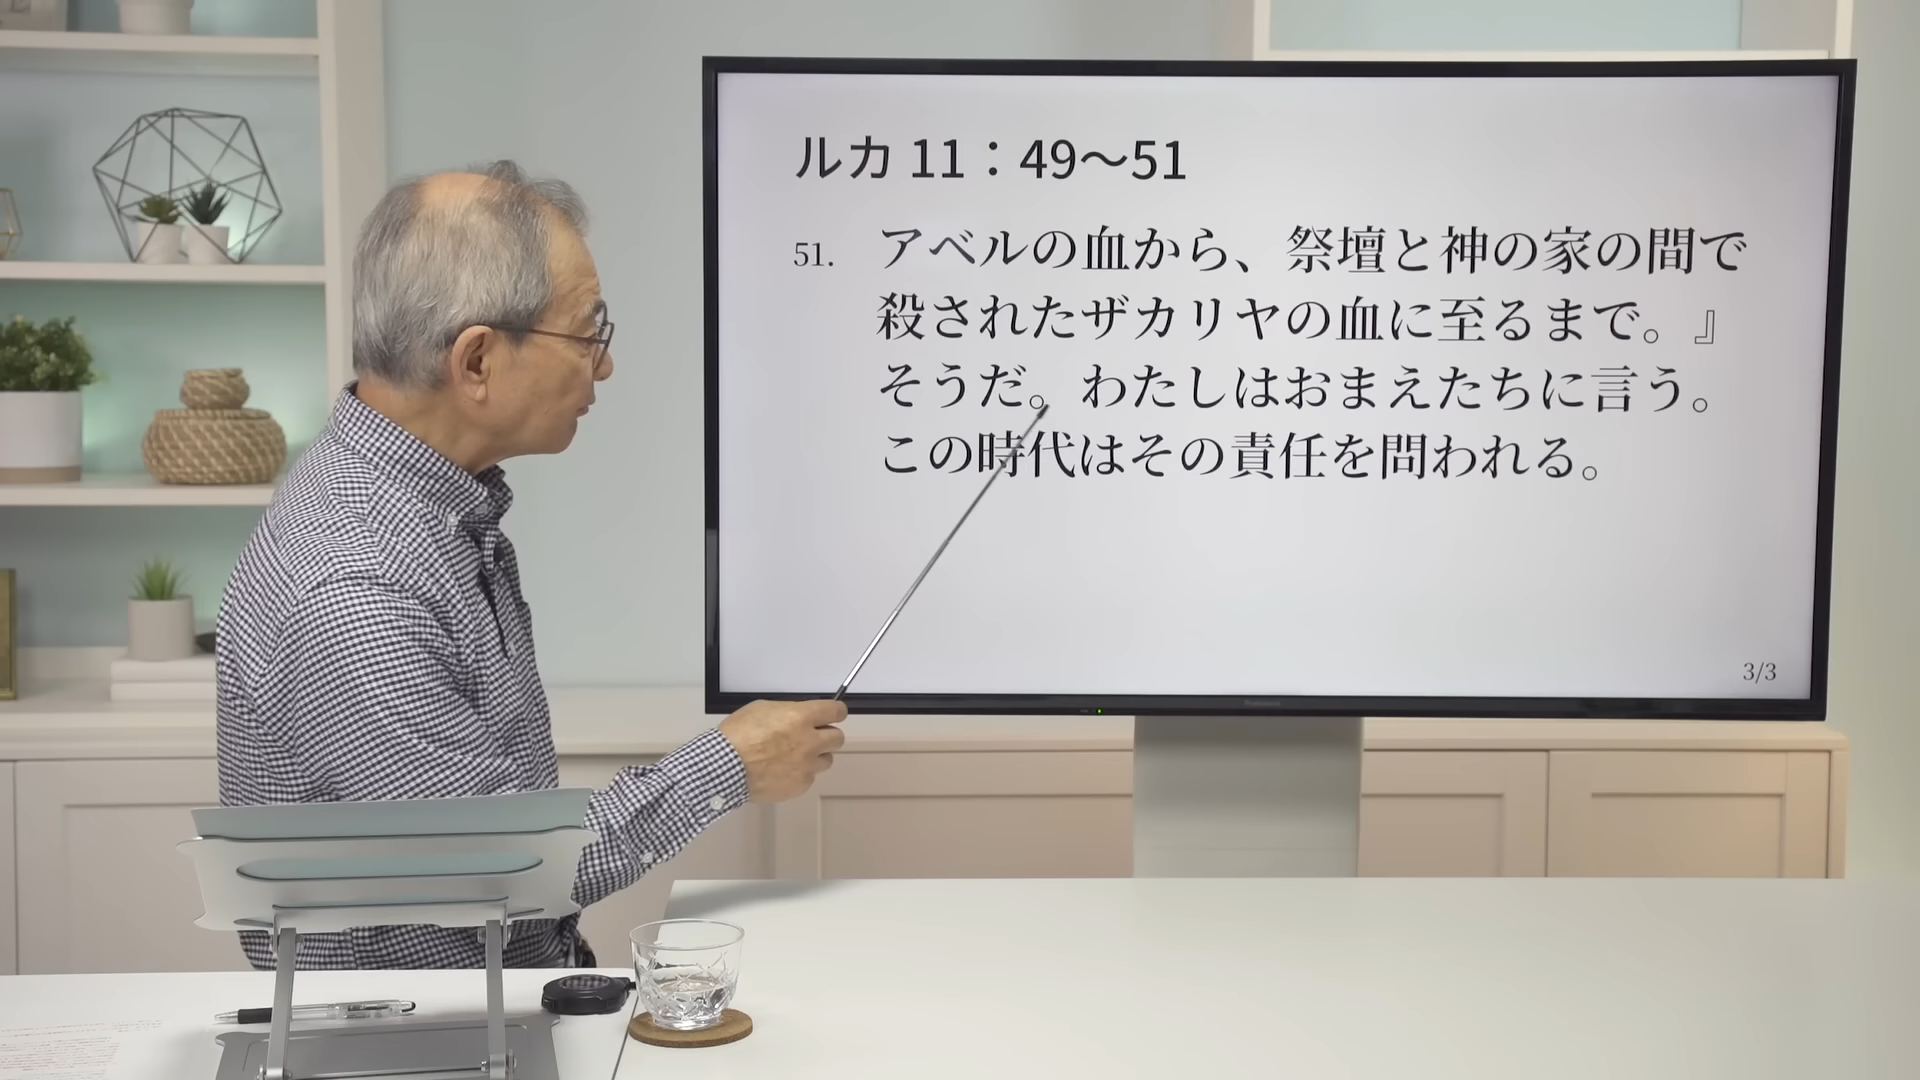 ルカ 11：49〜51
51. アベルの血から、祭壇と神の家の間で
殺されたザカリヤの血に至るまで。』
そうだ。わたしはおまえたちに言う。
この時代はその責任を問われる。
3/3